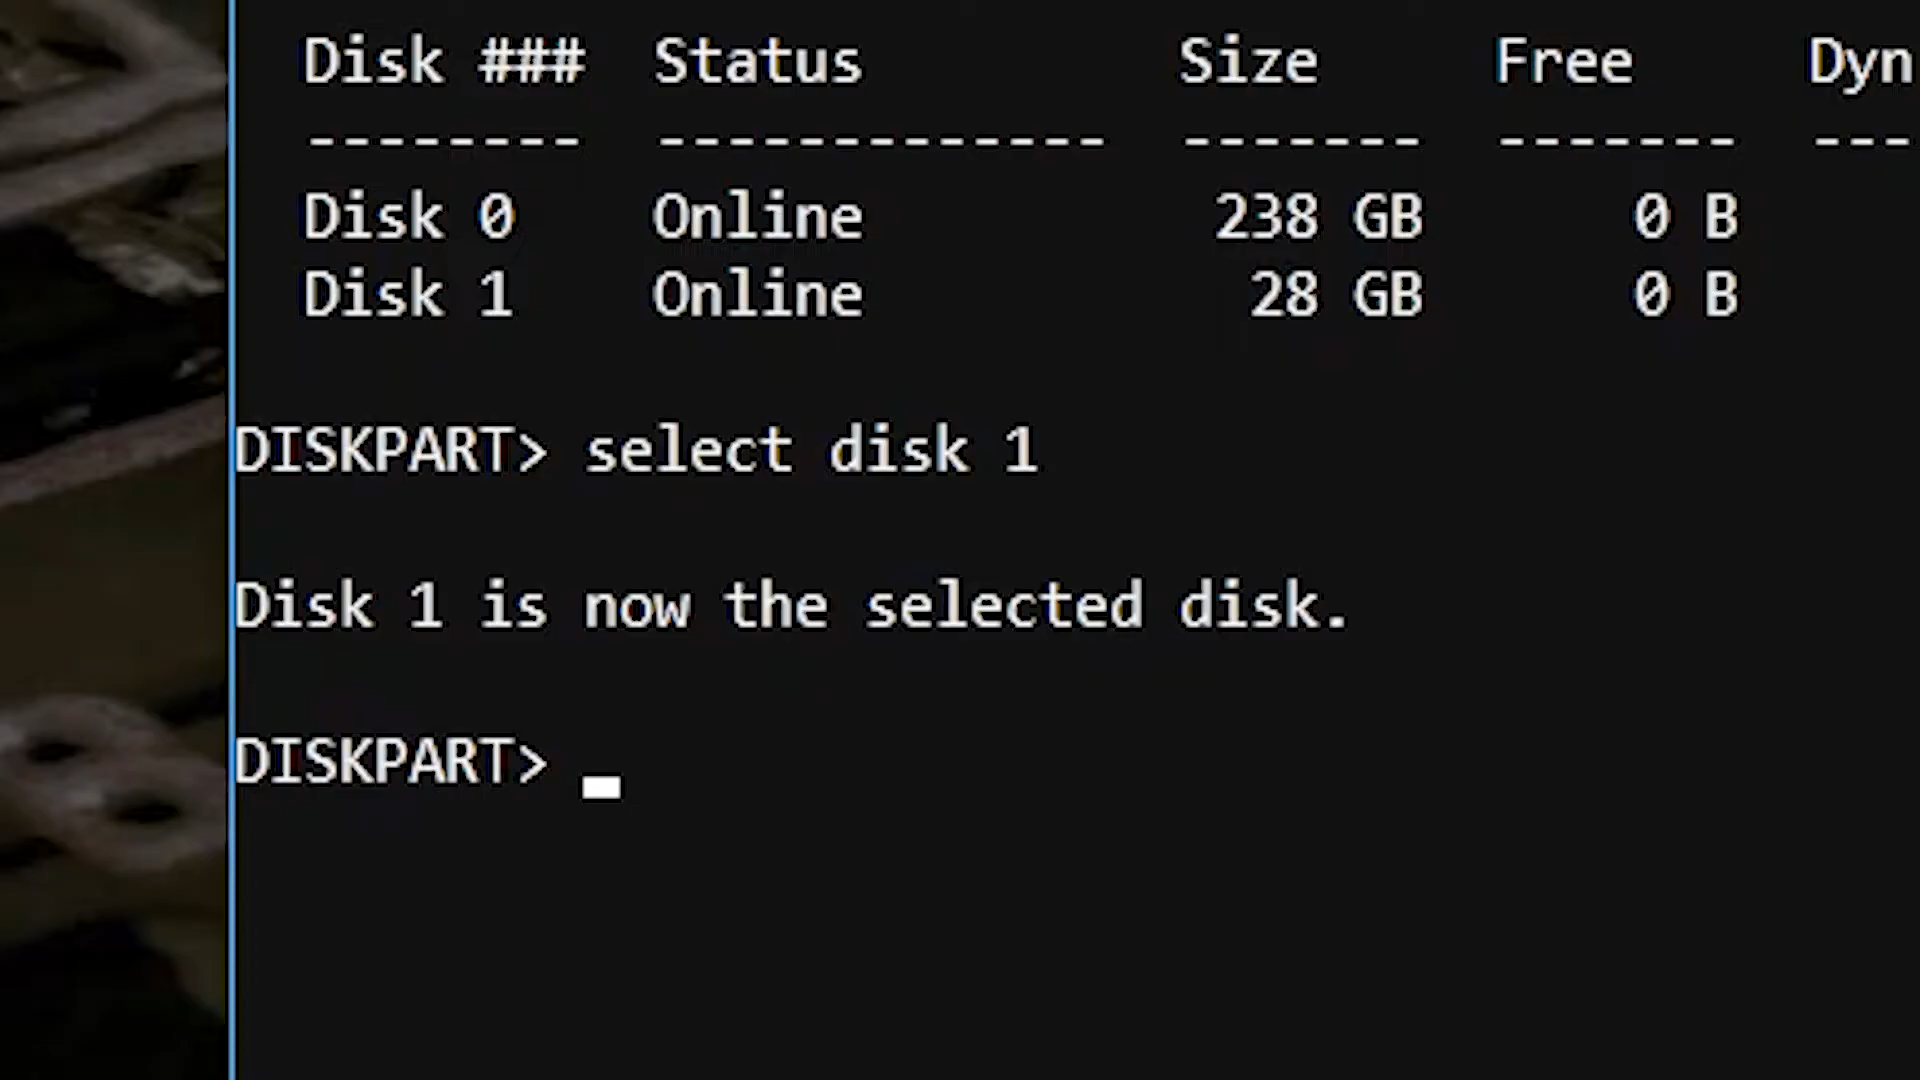 Disk ###  Status         Size     Free     Dyn
--------  -------------  -------  -------  ---
Disk 0    Online          238 GB      0 B
Disk 1    Online           28 GB      0 B
DISKPART> select disk 1
Disk 1 is now the selected disk.
DISKPART>